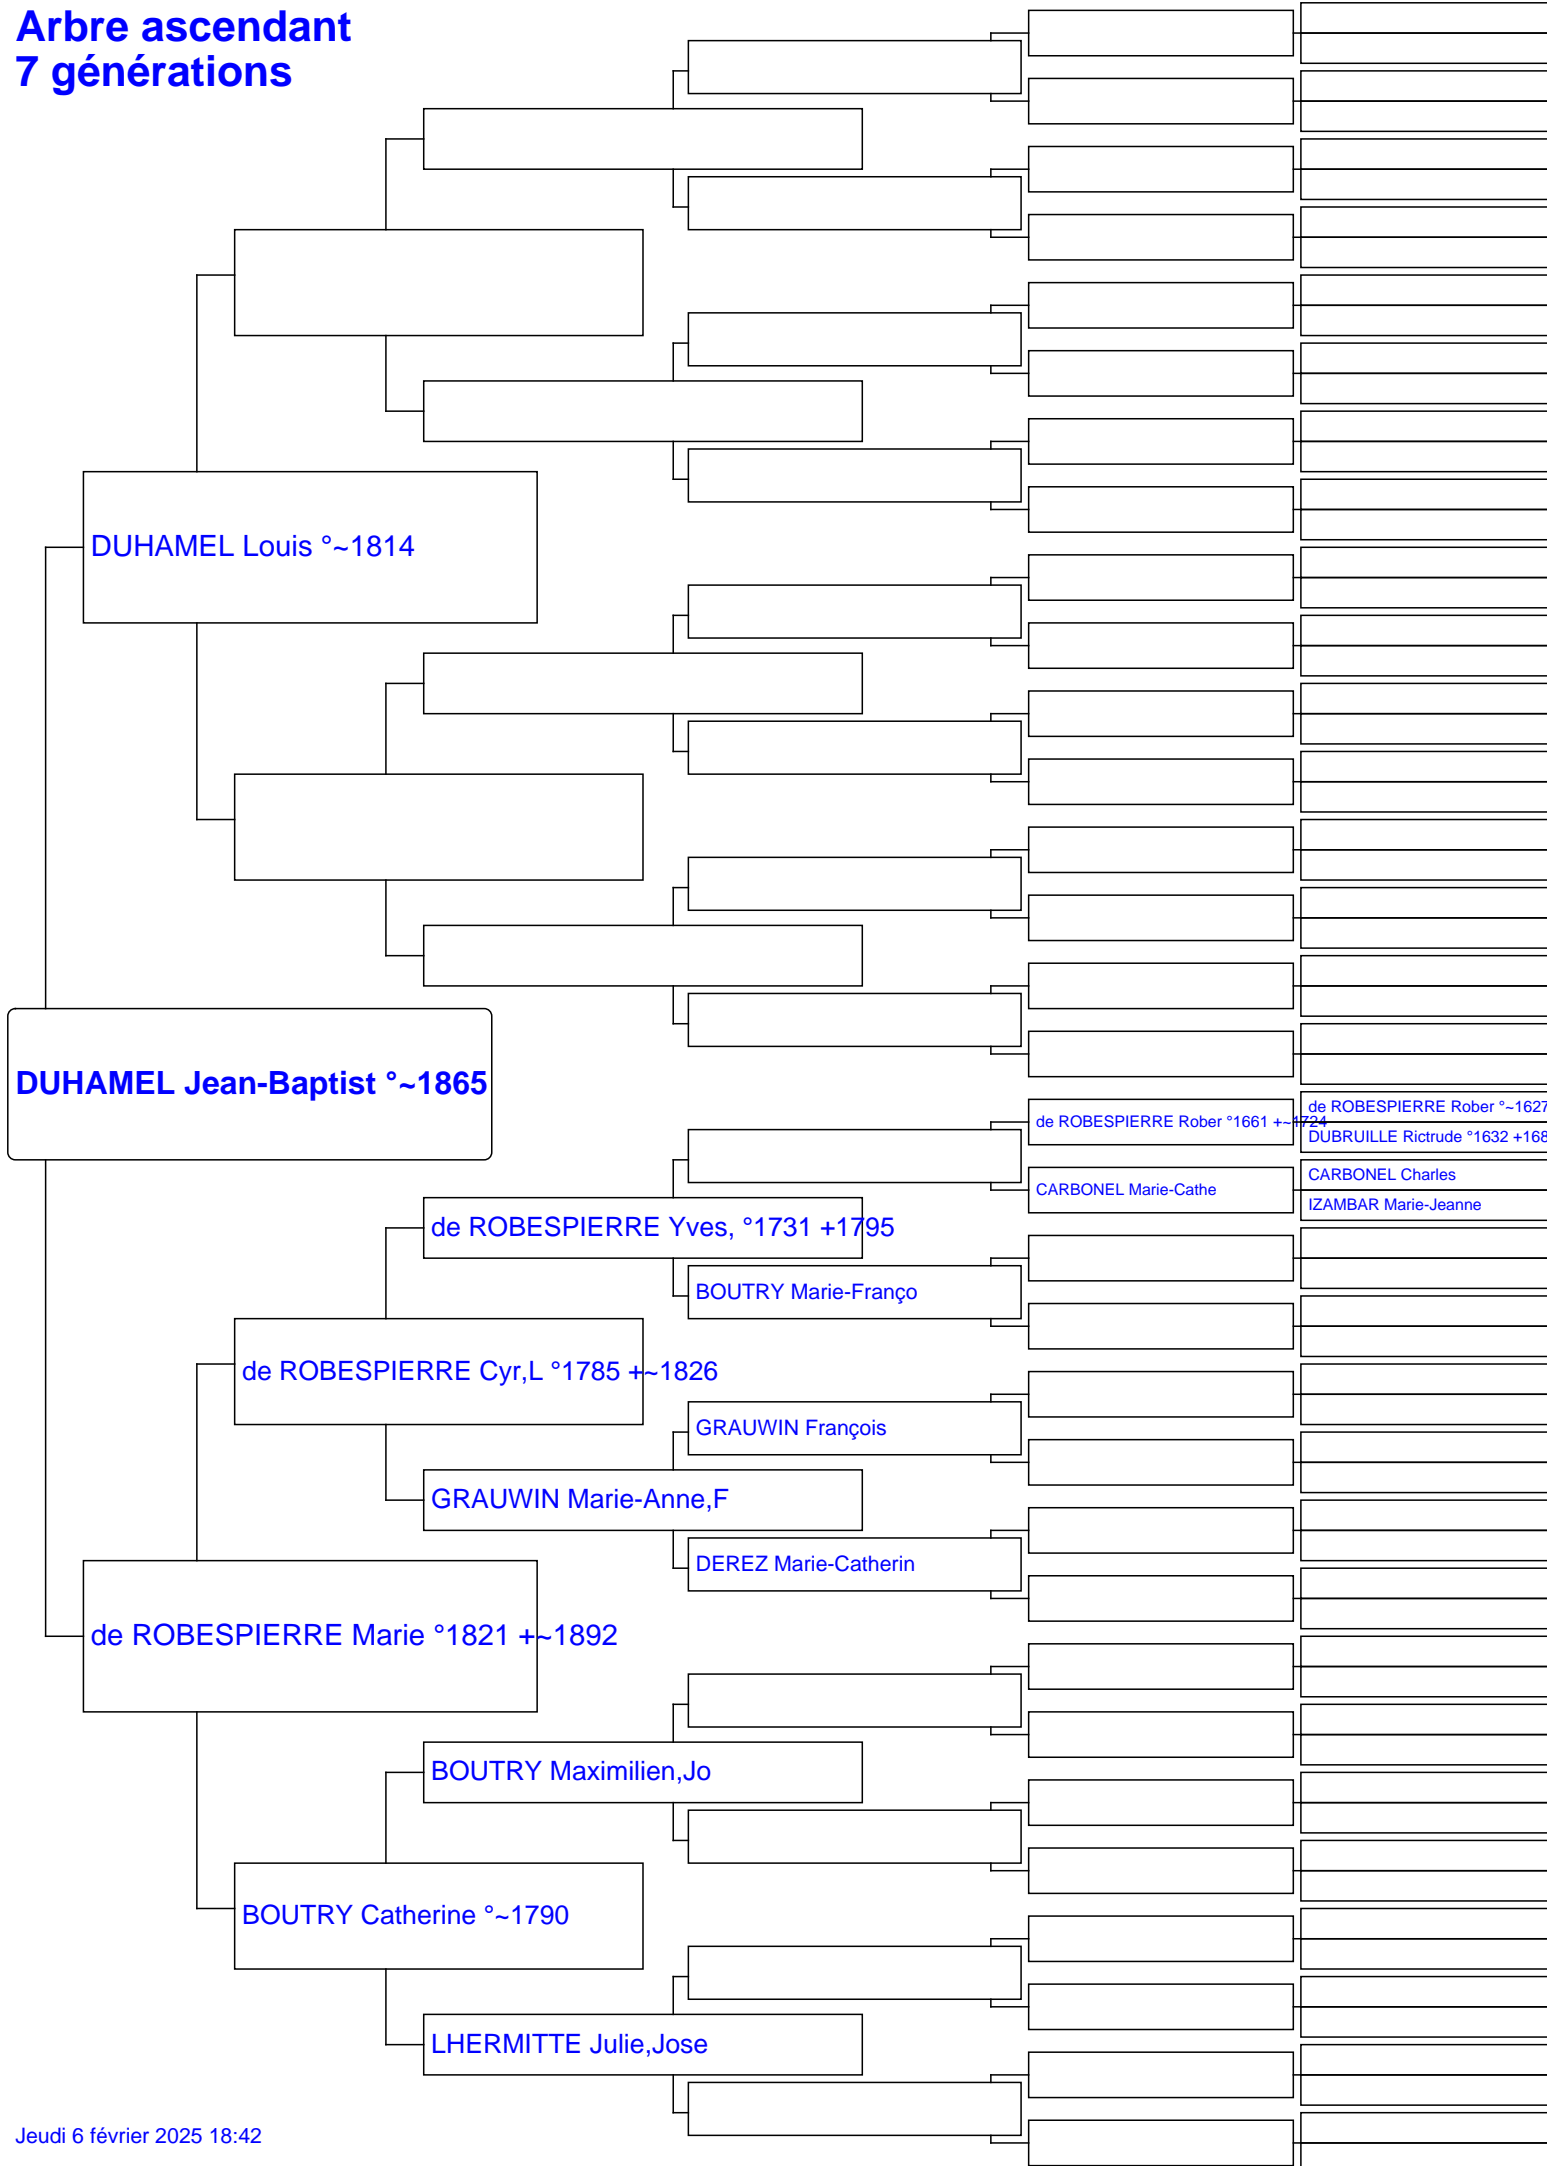 Arbre ascendant
7 générations
DUHAMEL Louis °~1814
DUHAMEL Jean-Baptist °~1865
de ROBESPIERRE Rober °1661 +~1724
de ROBESPIERRE Rober °~1627
DUBRUILLE Rictrude °1632 +168
CARBONEL Marie-Cathe
CARBONEL Charles
IZAMBAR Marie-Jeanne
de ROBESPIERRE Yves, °1731 +1795
BOUTRY Marie-Franço
de ROBESPIERRE Cyr,L °1785 +~1826
GRAUWIN François
GRAUWIN Marie-Anne,F
DEREZ Marie-Catherin
de ROBESPIERRE Marie °1821 +~1892
BOUTRY Maximilien,Jo
BOUTRY Catherine °~1790
LHERMITTE Julie,Jose
Jeudi 6 février 2025 18:42